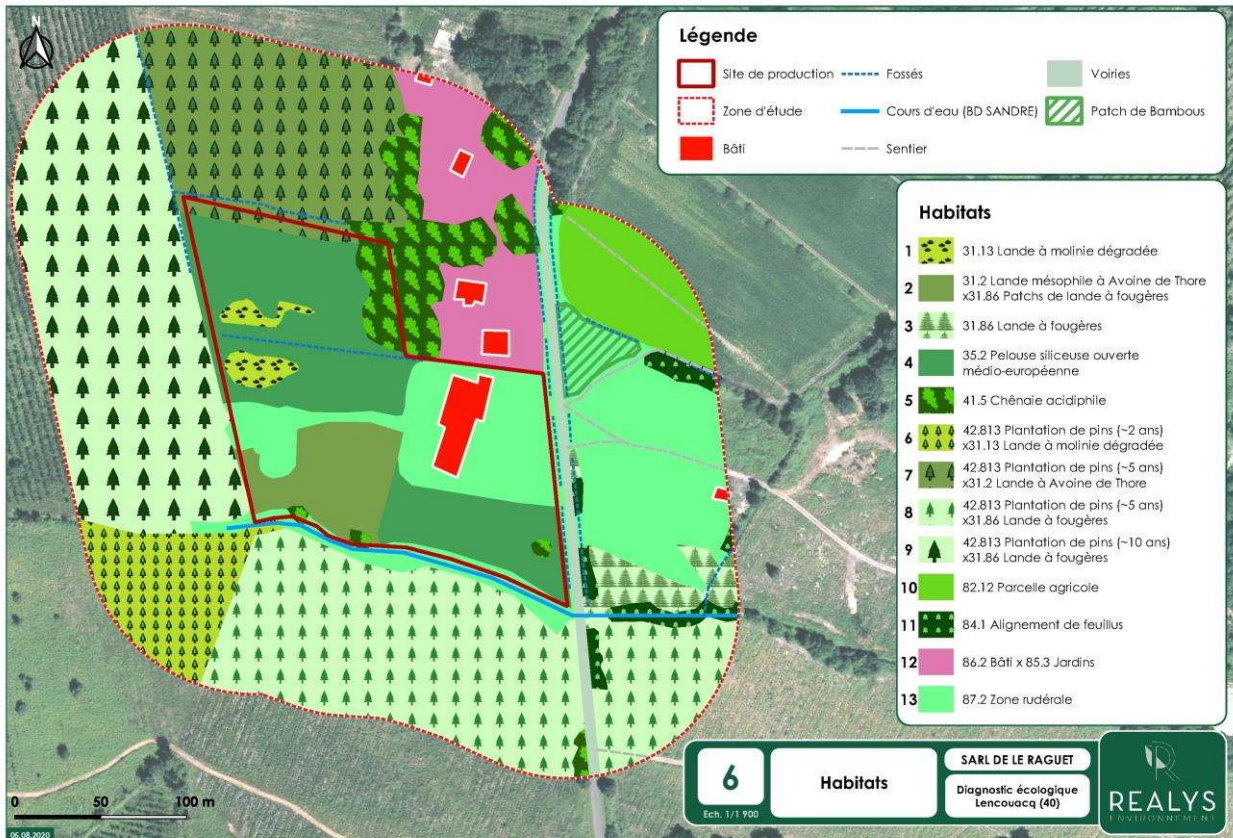 N
Légende
Site de production
Fossés
Voiries
Zone d'étude
Cours d'eau (BD SANDRE)
Patch de Bambous
Bâti
Sentier
Habitats
1 31.13 Lande à molinie dégradée
2 31.2 Lande mésophile à Avoine de Thore
x31.86 Patchs de lande à fougères
3 31.86 Lande à fougères
4 35.2 Pelouse siliceuse ouverte
médio-européenne
5 41.5 Chênaie acidiphile
6 42.813 Plantation de pins (~2 ans)
x31.13 Lande à molinie dégradée
7 42.813 Plantation de pins (~5 ans)
x31.2 Lande à Avoine de Thore
8 42.813 Plantation de pins (~5 ans)
x31.86 Lande à fougères
9 42.813 Plantation de pins (~10 ans)
x31.86 Lande à fougères
10 82.12 Parcelle agricole
11 84.1 Alignement de feuillus
12 86.2 Bâti x 85.3 Jardins
13 87.2 Zone rudérale
0 50 100 m
05.08.2020
6
Ech. 1/1 900
Habitats
SARL DE LE RAGUET
Diagnostic écologique
Lencouacq (40)
REALYS
ENVIRONNEMENT